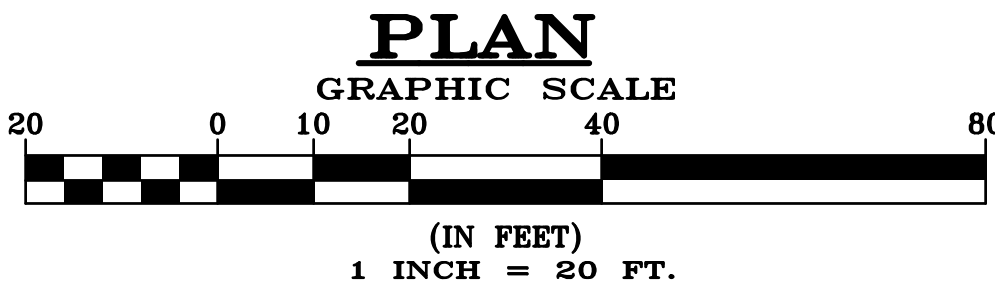 PLAN
GRAPHIC SCALE
20 0 10 20 40 80
(IN FEET)
1 INCH = 20 FT.